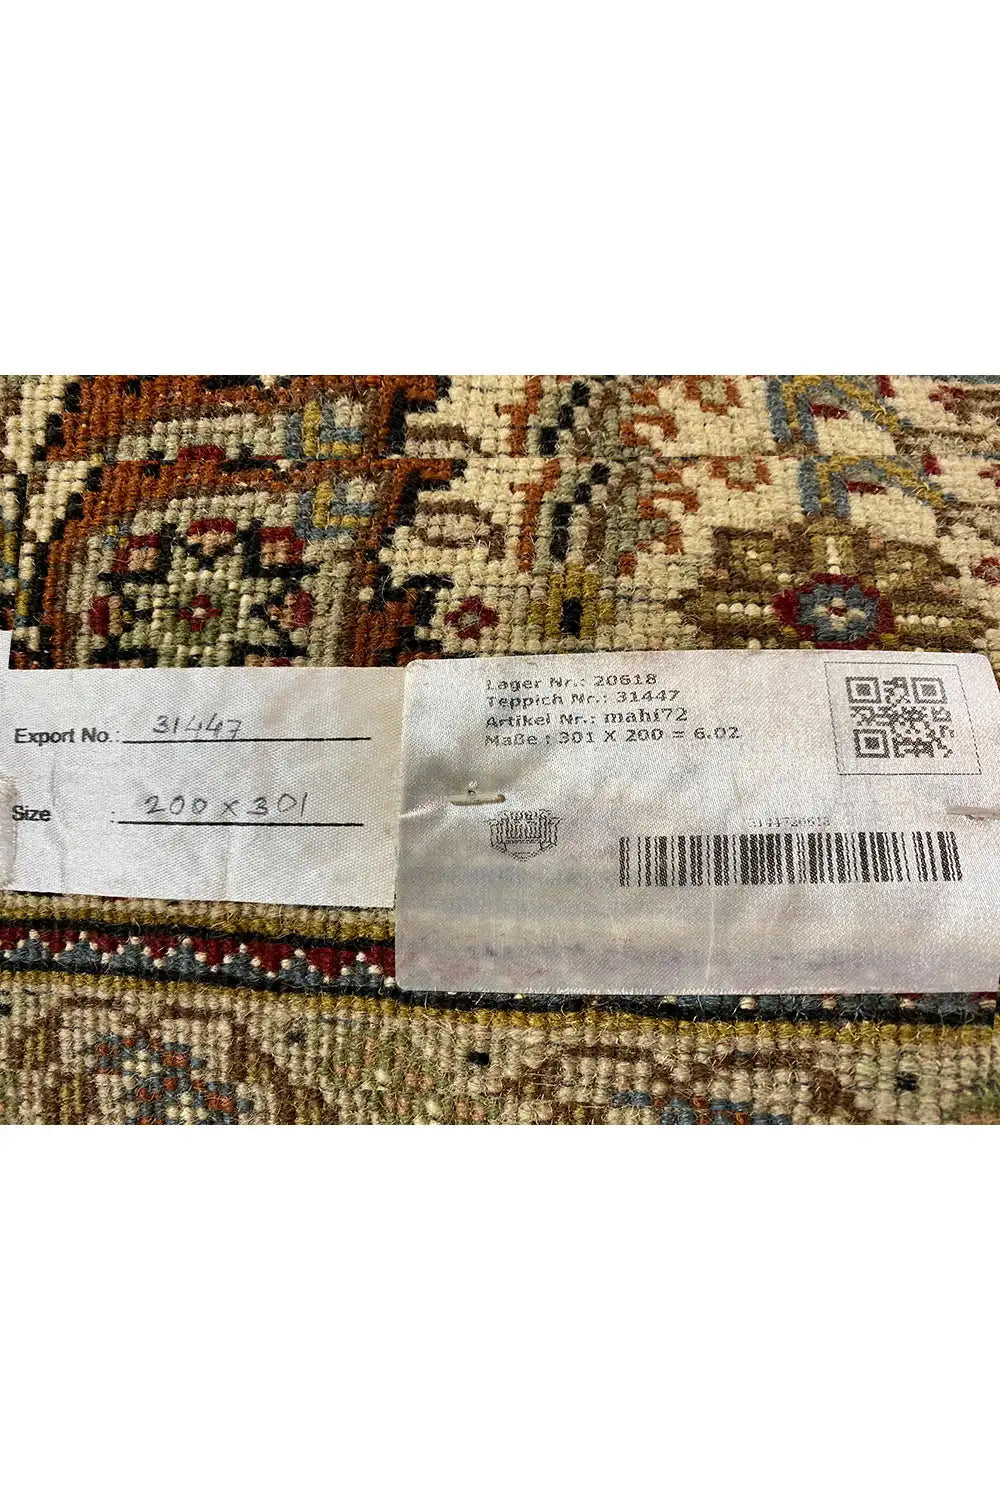 Export No.: 31447
Size : 200 x 301
Lager Nr.: 20618
Teppich Nr.: 31447
Artikel Nr.: mahi72
Maße : 301 X 200 = 6.02
3144720618